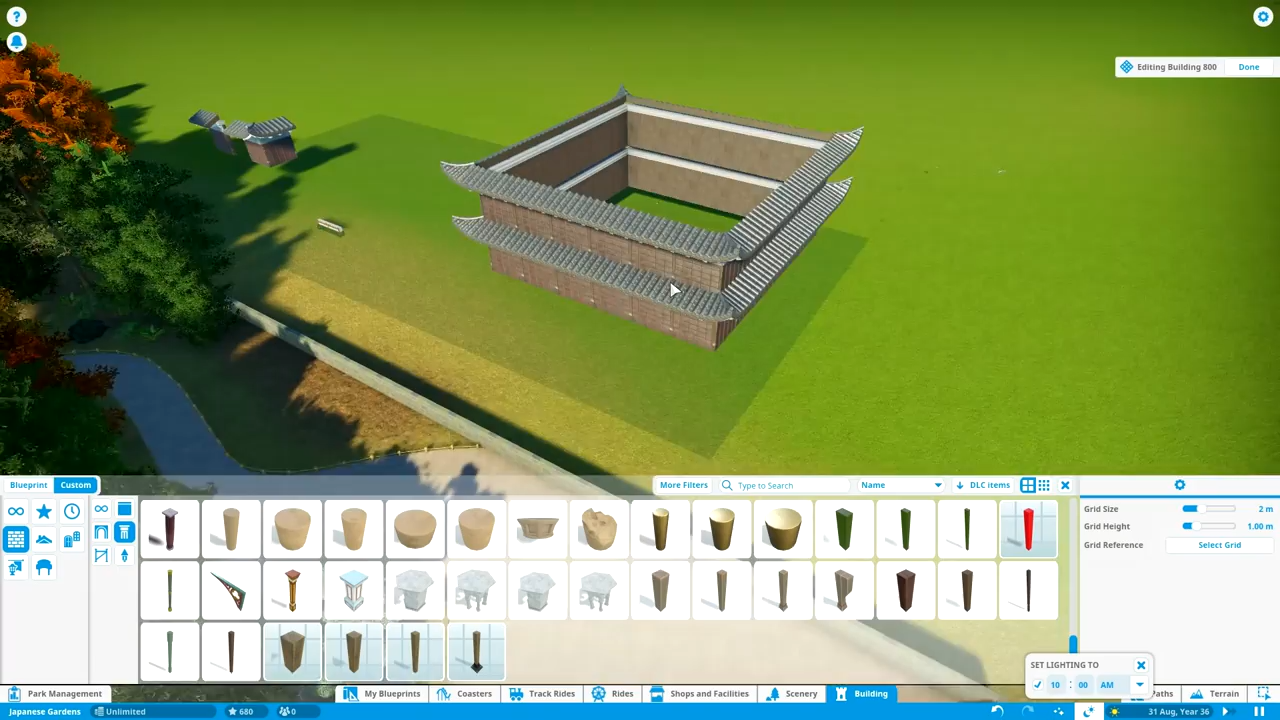 ?
Editing Building 800 Done
Blueprint Custom
More Filters Type to Search Name DLC items
Grid Size 2 m
Grid Height 1.00 m
Grid Reference Select Grid
SET LIGHTING TO
10 : 00 AM
Park Management My Blueprints Coasters Track Rides Rides Shops and Facilities Scenery Building Paths Terrain
Japanese Gardens Unlimited 680 0 31 Aug, Year 36